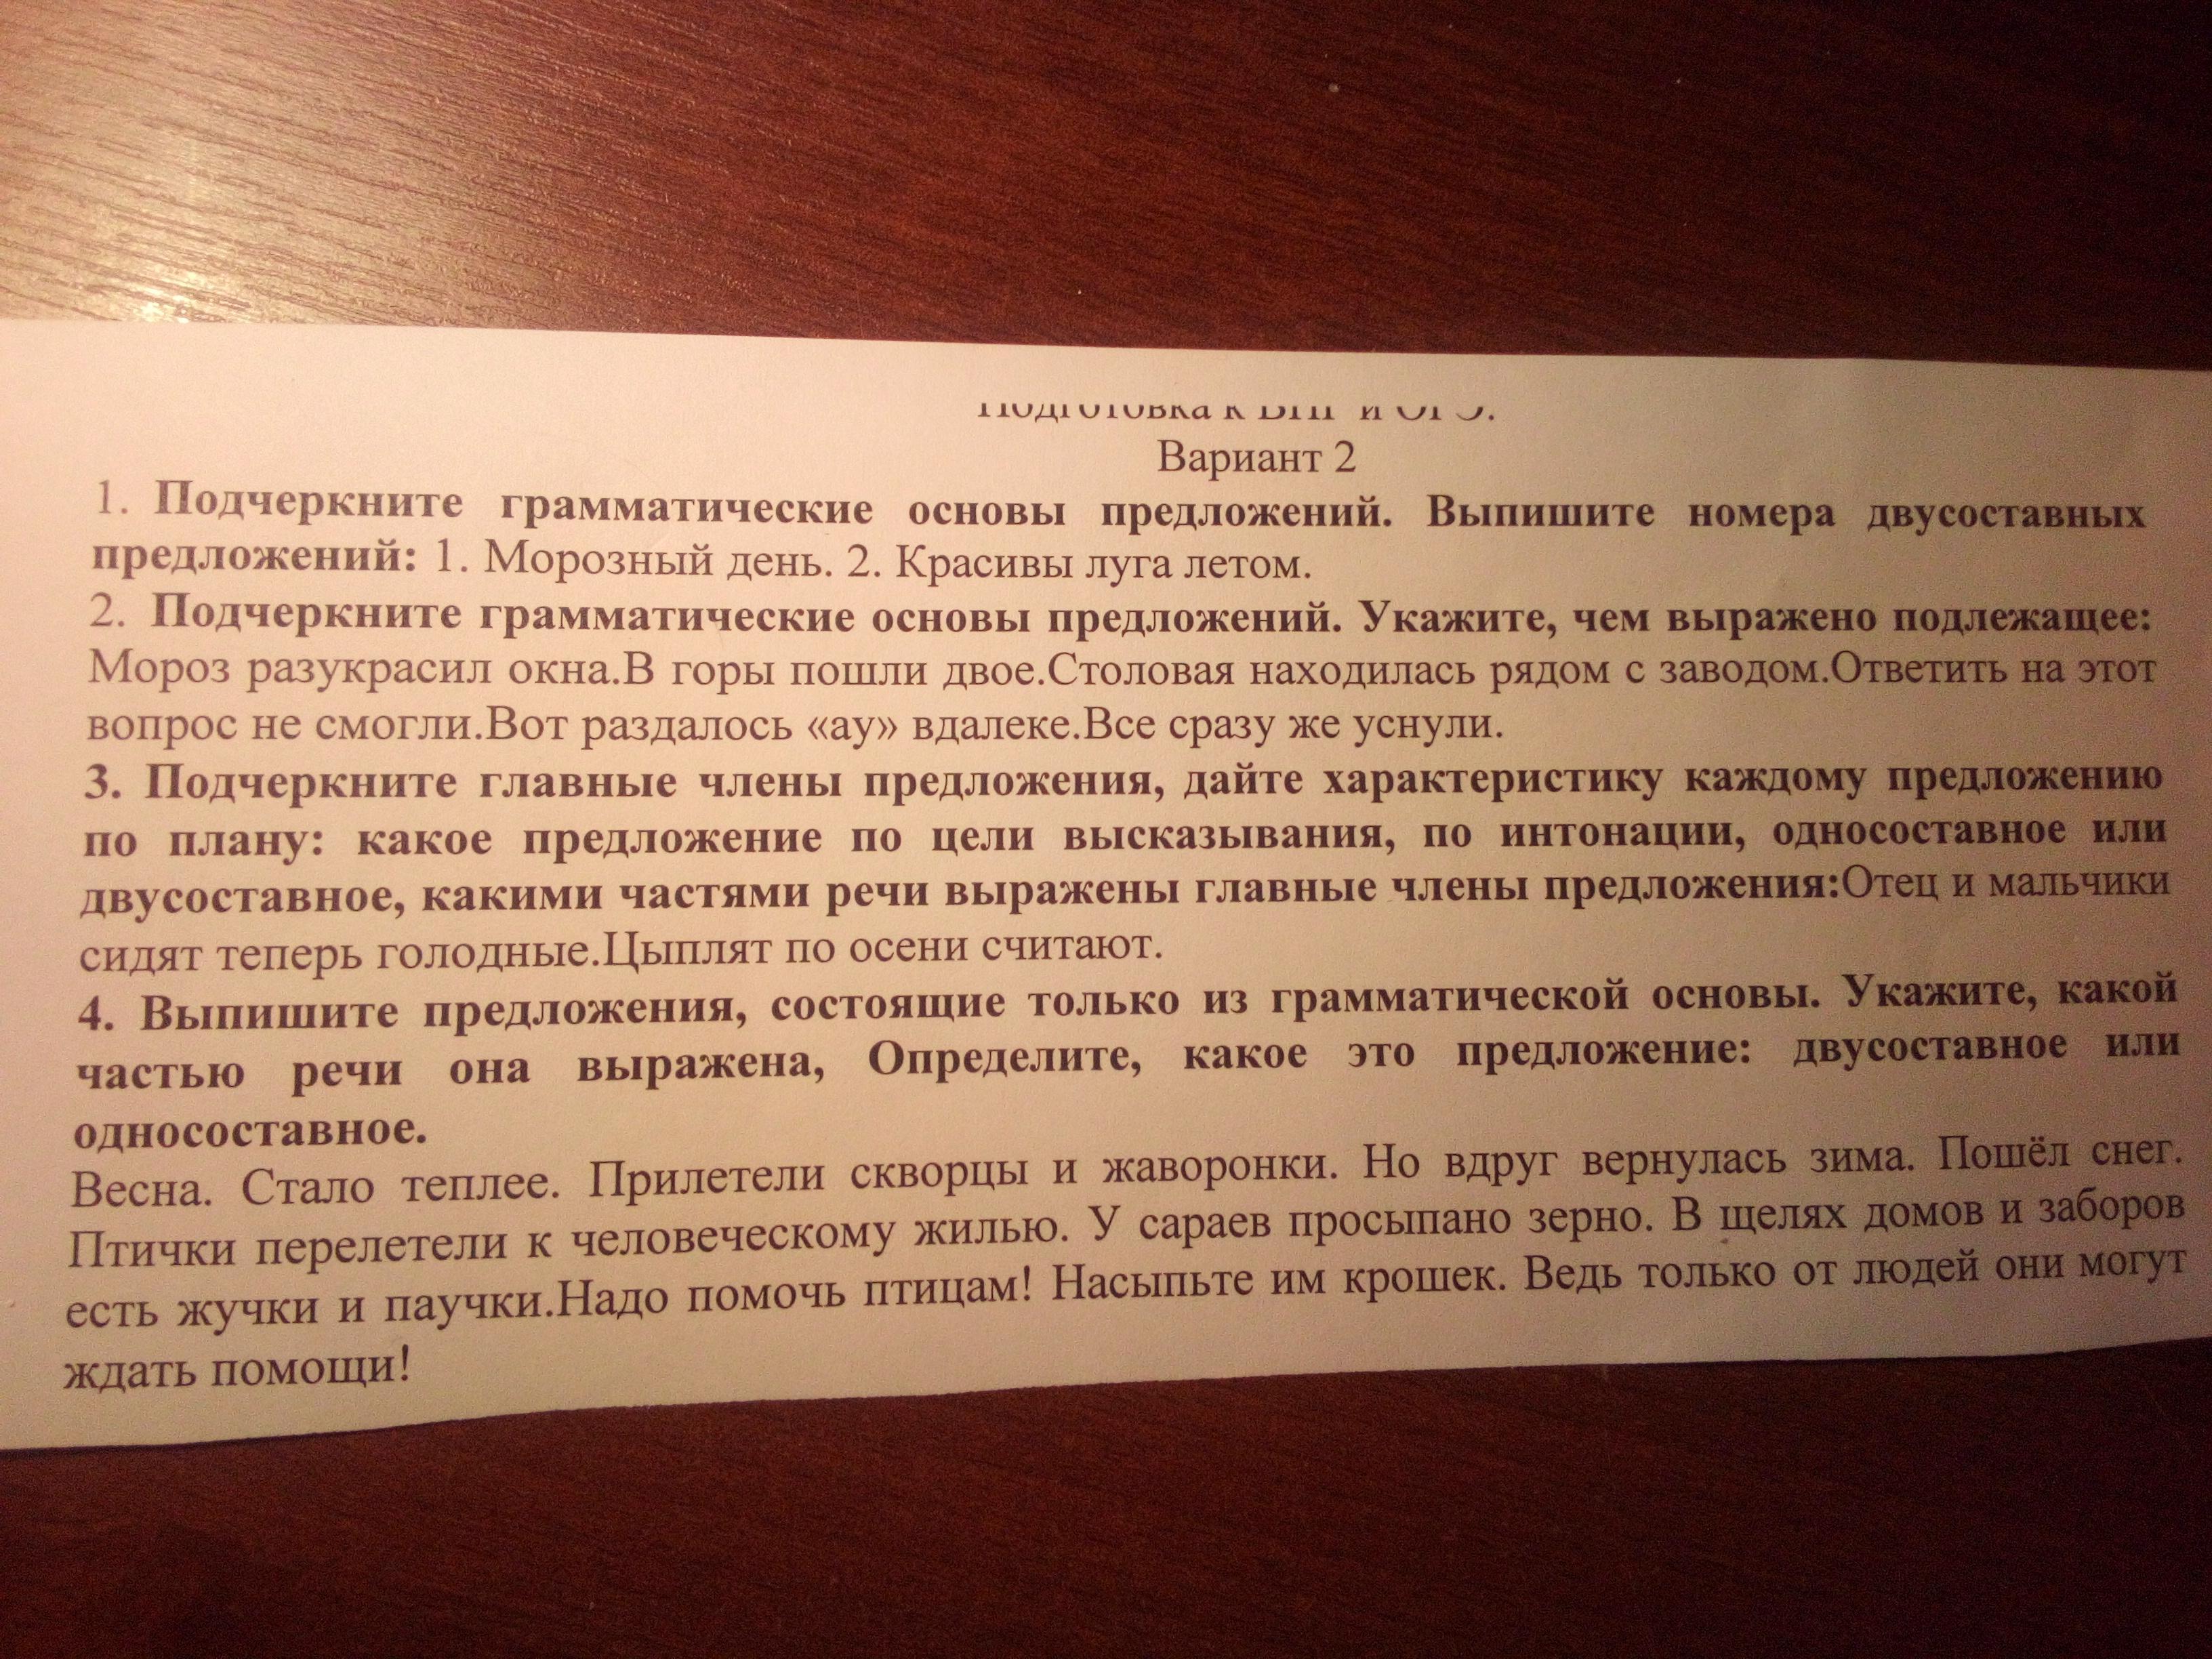 Подготовка к ВПР и ОГЭ.
Вариант 2
1. Подчеркните грамматические основы предложений. Выпишите номера двусоставных
предложений: 1. Морозный день. 2. Красивы луга летом.
2. Подчеркните грамматические основы предложений. Укажите, чем выражено подлежащее:
Мороз разукрасил окна.В горы пошли двое.Столовая находилась рядом с заводом.Ответить на этот
вопрос не смогли.Вот раздалось «ау» вдалеке.Все сразу же уснули.
3. Подчеркните главные члены предложения, дайте характеристику каждому предложению
по плану: какое предложение по цели высказывания, по интонации, односоставное или
двусоставное, какими частями речи выражены главные члены предложения:Отец и мальчики
сидят теперь голодные.Цыплят по осени считают.
4. Выпишите предложения, состоящие только из грамматической основы. Укажите, какой
частью речи она выражена, Определите, какое это предложение: двусоставное или
односоставное.
Весна. Стало теплее. Прилетели скворцы и жаворонки. Но вдруг вернулась зима. Пошёл снег.
Птички перелетели к человеческому жилью. У сараев просыпано зерно. В щелях домов и заборов
есть жучки и паучки.Надо помочь птицам! Насыпьте им крошек. Ведь только от людей они могут
ждать помощи!